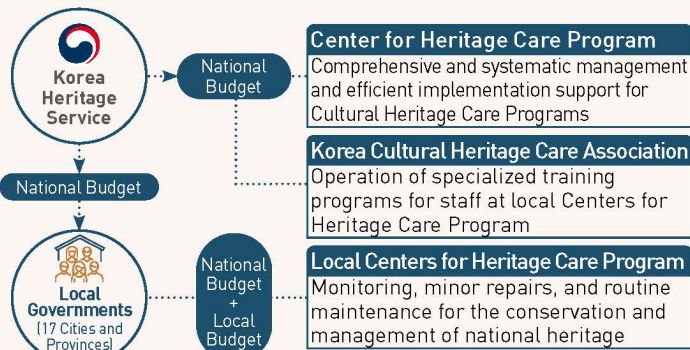 Korea
Heritage
Service
National
Budget
Center for Heritage Care Program
Comprehensive and systematic management
and efficient implementation support for
Cultural Heritage Care Programs
Korea Cultural Heritage Care Association
Operation of specialized training
programs for staff at local Centers for
Heritage Care Program
National Budget
Local
Governments
(17 Cities and
Provinces)
National
Budget
+
Local
Budget
Local Centers for Heritage Care Program
Monitoring, minor repairs, and routine
maintenance for the conservation and
management of national heritage